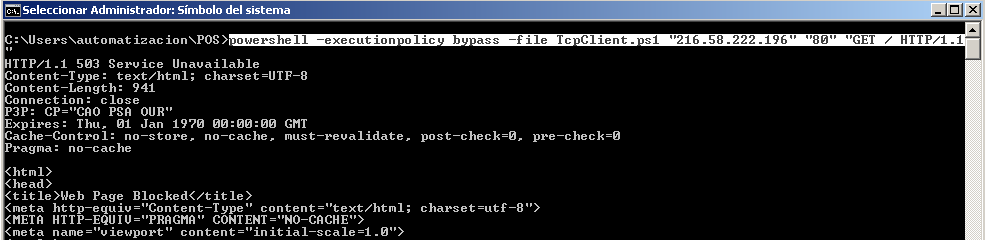 Seleccionar Administrador: Símbolo del sistema
C:\Users\automatizacion\POS>powershell -executionpolicy bypass -file TcpClient.ps1 "216.58.222.196" "80" "GET / HTTP/1.1
"
HTTP/1.1 503 Service Unavailable
Content-Type: text/html; charset=UTF-8
Content-Length: 941
Connection: close
P3P: CP="CAO PSA OUR"
Expires: Thu, 01 Jan 1970 00:00:00 GMT
Cache-Control: no-store, no-cache, must-revalidate, post-check=0, pre-check=0
Pragma: no-cache
<html>
<head>
<title>Web Page Blocked</title>
<meta http-equiv="Content-Type" content="text/html; charset=utf-8">
<META HTTP-EQUIV="PRAGMA" CONTENT="NO-CACHE">
<meta name="viewport" content="initial-scale=1.0">